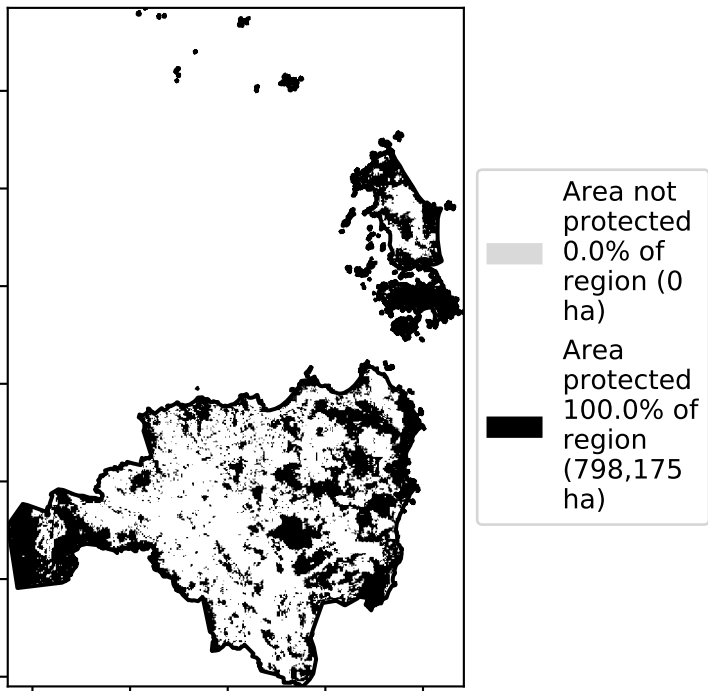 Area not
protected
0.0% of
region (0
ha)
Area
protected
100.0% of
region
(798,175
ha)